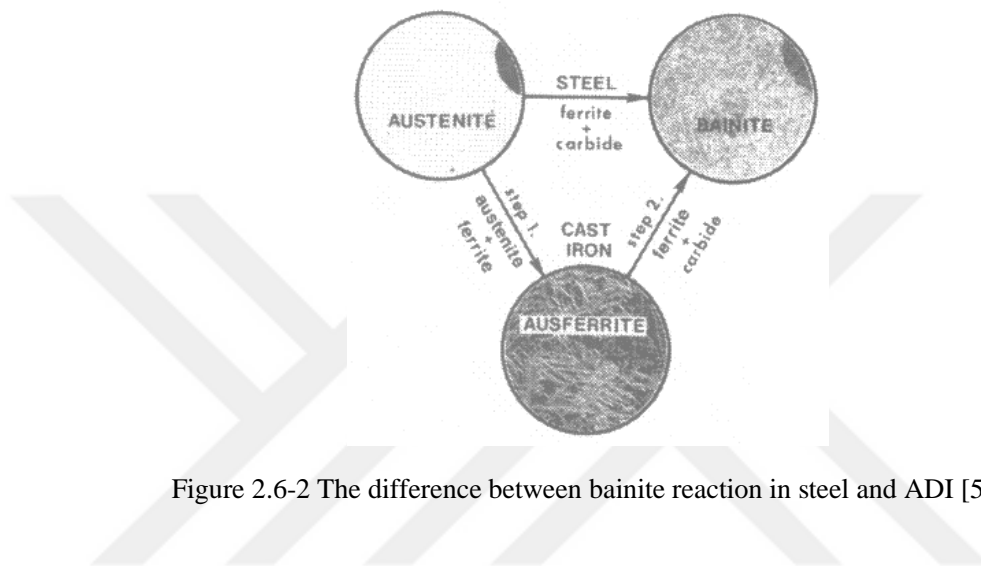 AUSTENITE
STEEL
ferrite
+
carbide
BAINITE
step 1.
austenite
+
ferrite
CAST
IRON
step 2.
ferrite
+
carbide
AUSFERRITE
Figure 2.6-2 The difference between bainite reaction in steel and ADI [5